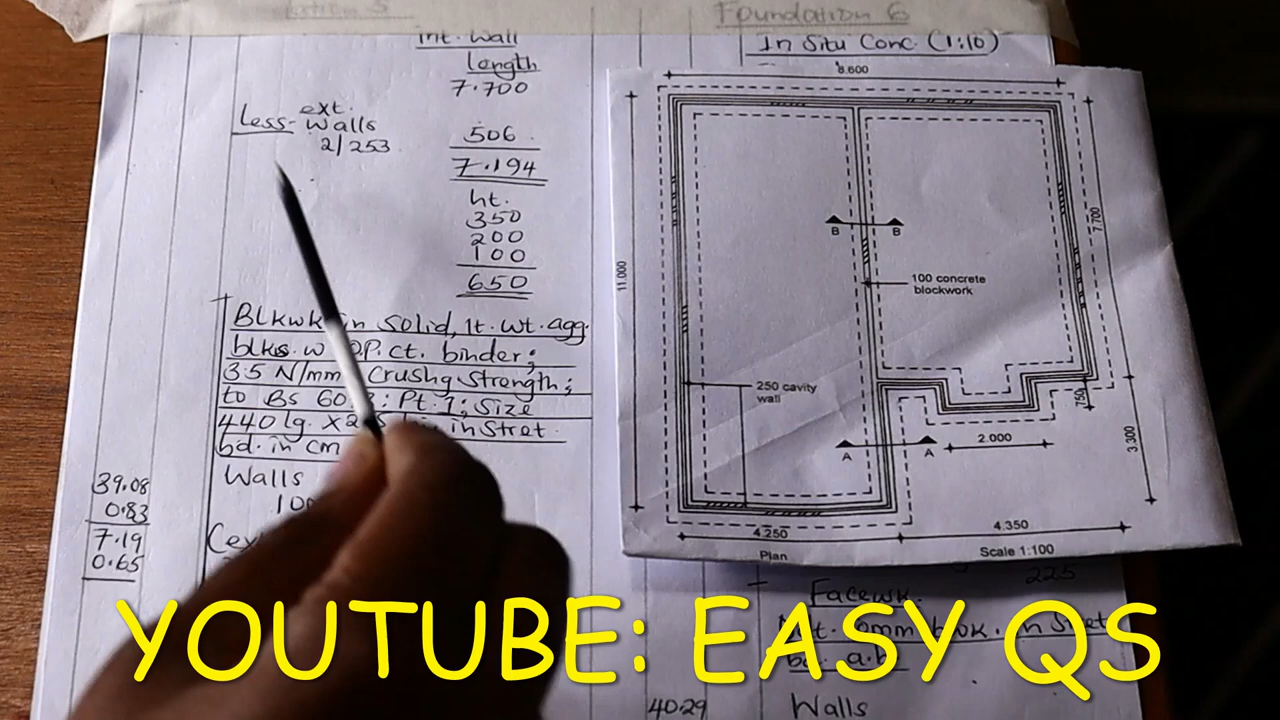 Foundation 6
Int. Wall
length
7.700
Less- ext. Walls
2/253
506
7.194
ht.
350
200
100
650
Blkwk in solid, lt. wt. agg.
blks. w OP. ct. binder;
3.5 N/mm crushg strength;
to BS 60 : Pt. 1; size
440 lg. x in Stret.
bd. in cm
Walls
39.08
0.83
7.19
0.65
In Situ Conc. (1:10)
8.600
11.000
7.700
B B
100 concrete
blockwork
250 cavity
wall
750
2.000
A A
3.300
4.250
4.350
Plan
Scale 1:100
225
Facewk.
in Stret
bd. a.b.
40.29
Walls
YOUTUBE: EASY QS